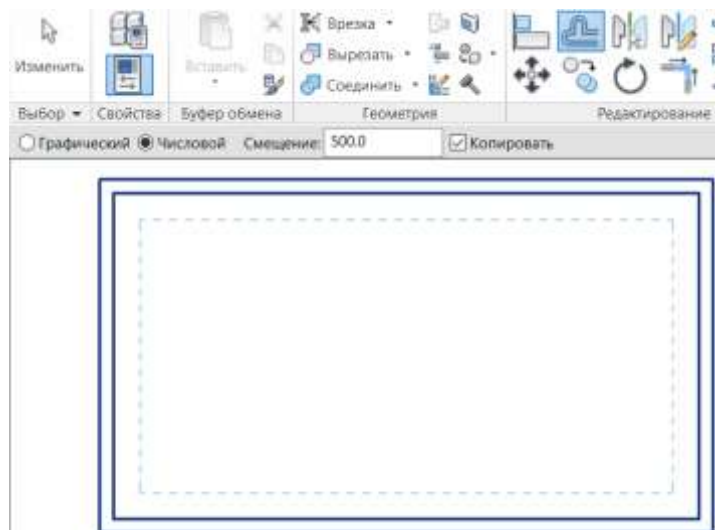 Врезка
Вырезать
Изменить
Вставить
Соединить
Выбор Свойства Буфер обмена Геометрия Редактирование
Графический Числовой Смещение: 500.0 Копировать